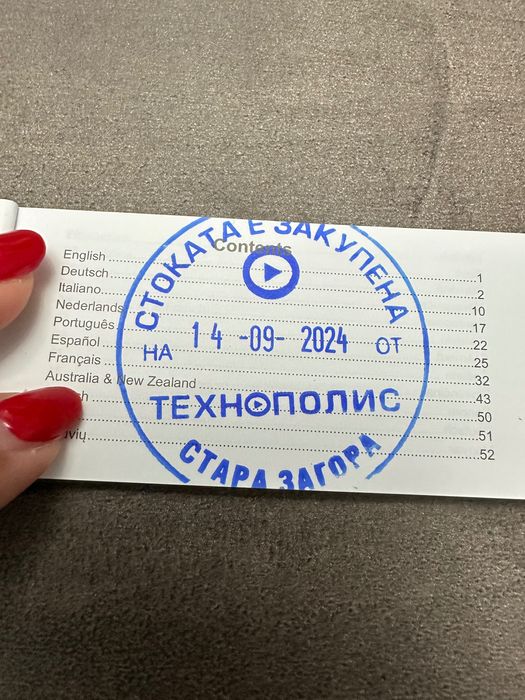 Contents
English 1
Deutsch 2
Italiano 10
Nederlands 17
Português 22
Español 25
Français 32
Australia & New Zealand 43
50
51
52
СТОКАТА Е ЗАКУПЕНА
НА 14-09-2024 ОТ
ТЕХНОПОЛИС
СТАРА ЗАГОРА